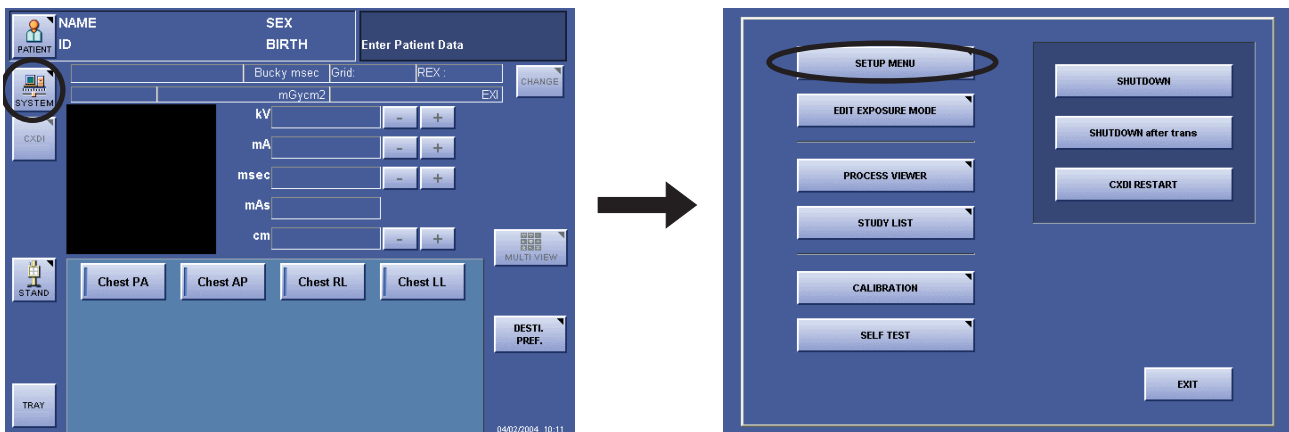 NAME SEX
PATIENT ID BIRTH Enter Patient Data
Bucky msec Grid: REX :
SYSTEM mGycm2 EXI CHANGE
CXDI
kV - +
mA - +
msec - +
mAs
cm - +
MULTI VIEW
STAND
Chest PA Chest AP Chest RL Chest LL
DESTI.
PREF.
TRAY
04/02/2004 10:11
SETUP MENU
EDIT EXPOSURE MODE
PROCESS VIEWER
STUDY LIST
CALIBRATION
SELF TEST
SHUTDOWN
SHUTDOWN after trans
CXDI RESTART
EXIT